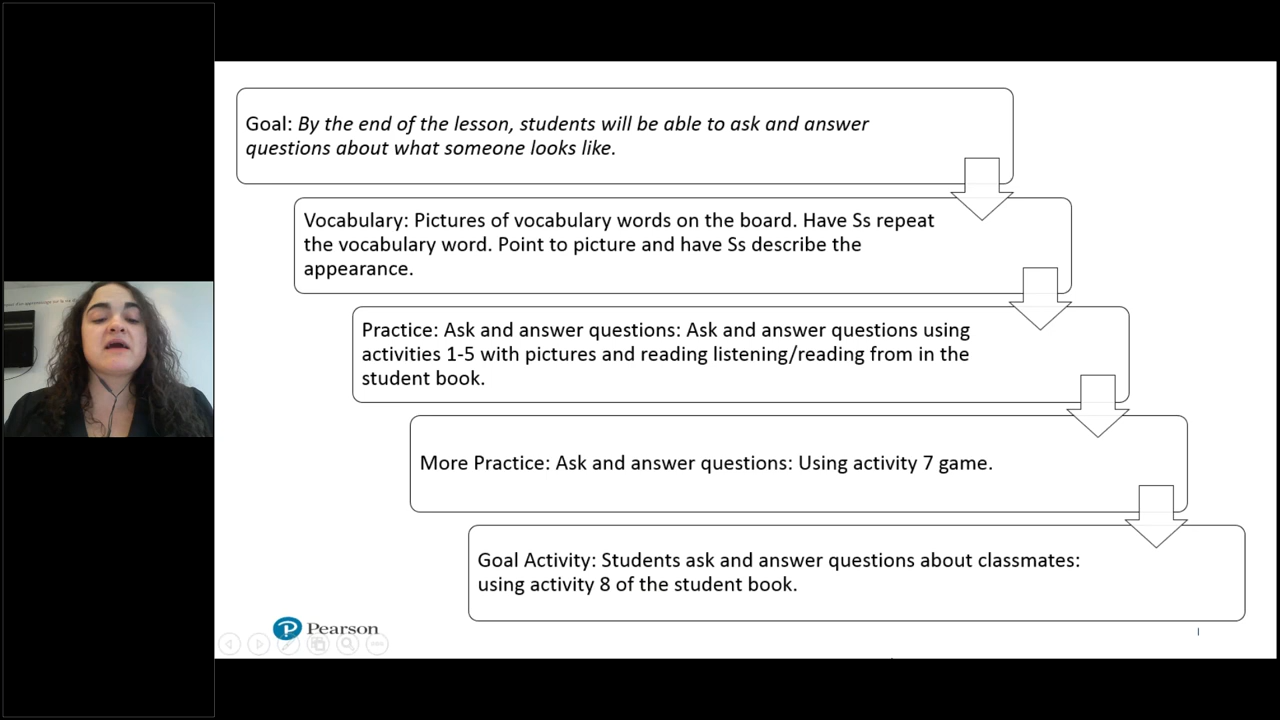 Goal: By the end of the lesson, students will be able to ask and answer
questions about what someone looks like.
Vocabulary: Pictures of vocabulary words on the board. Have Ss repeat
the vocabulary word. Point to picture and have Ss describe the
appearance.
Practice: Ask and answer questions: Ask and answer questions using
activities 1-5 with pictures and reading listening/reading from in the
student book.
More Practice: Ask and answer questions: Using activity 7 game.
Goal Activity: Students ask and answer questions about classmates:
using activity 8 of the student book.
Pearson